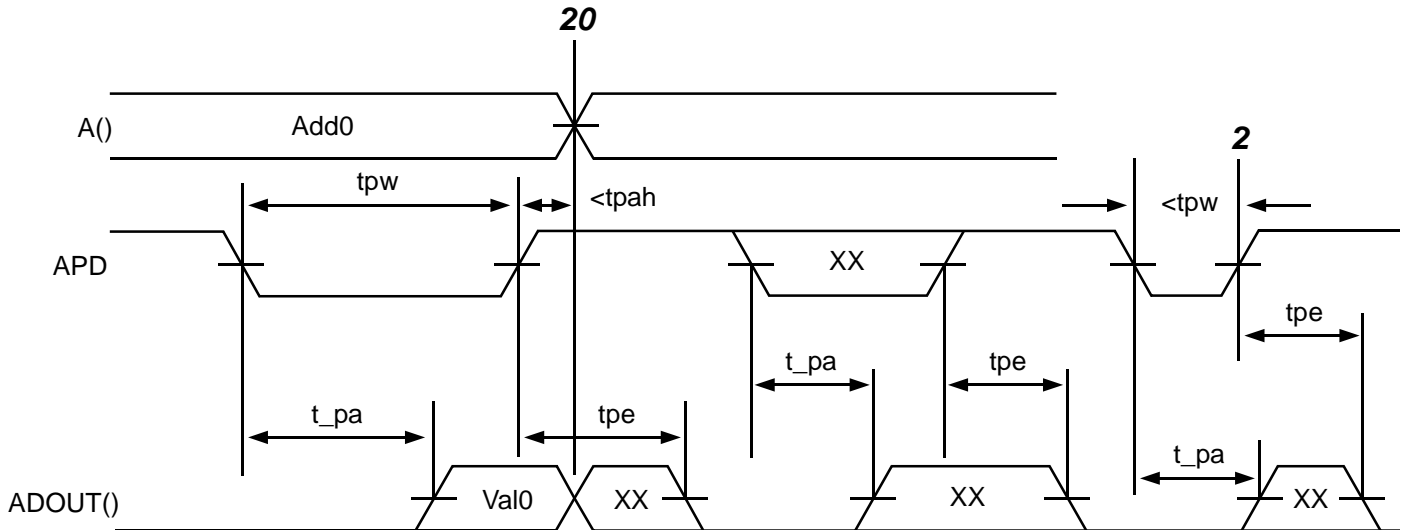 20
A()
Add0
2
tpw
<tpah
<tpw
APD
XX
tpe
t_pa
tpe
t_pa
tpe
t_pa
ADOUT()
Val0
XX
XX
XX